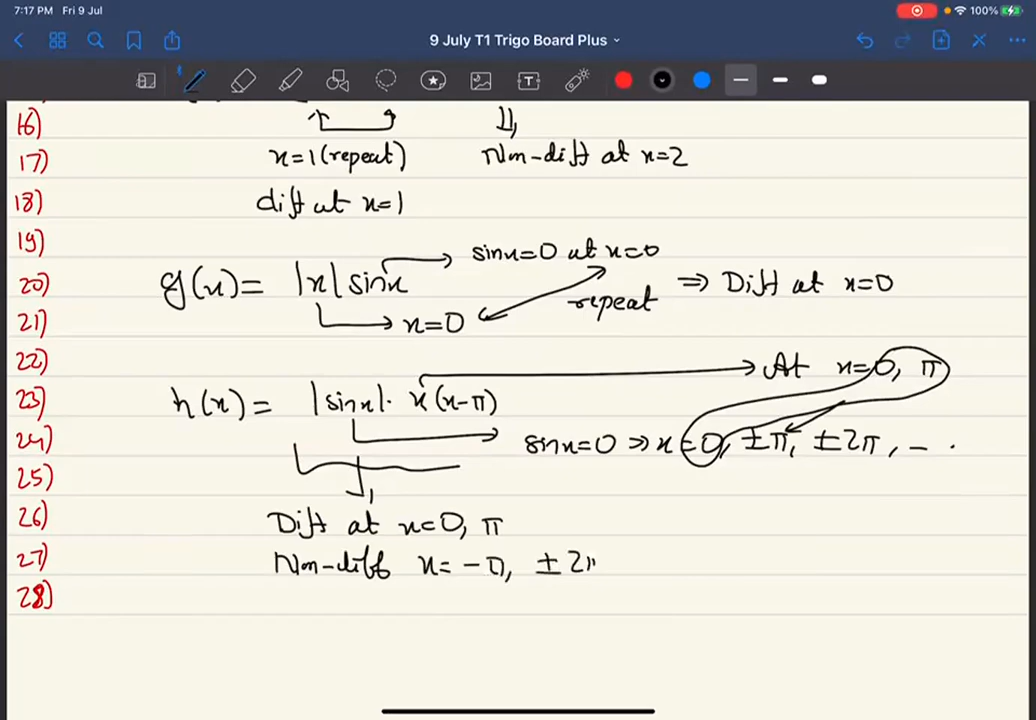 7:17 PM Fri 9 Jul
100%
9 July T1 Trigo Board Plus
16)
17) x=1(repeat) Non-diff at x=2
18) diff at x=1
19) sinx=0 at x=0
20) g(x)= |x| sinx ⇒ Diff at x=0
repeat
21) x=0
22) At x=0, π
23) h(x)= |sinx|· x(x-π)
24) sinx=0 ⇒ x=0, ±π, ±2π, - .
25)
26) Diff at x=0, π
27) Non-diff x= -π, ±2π
28)